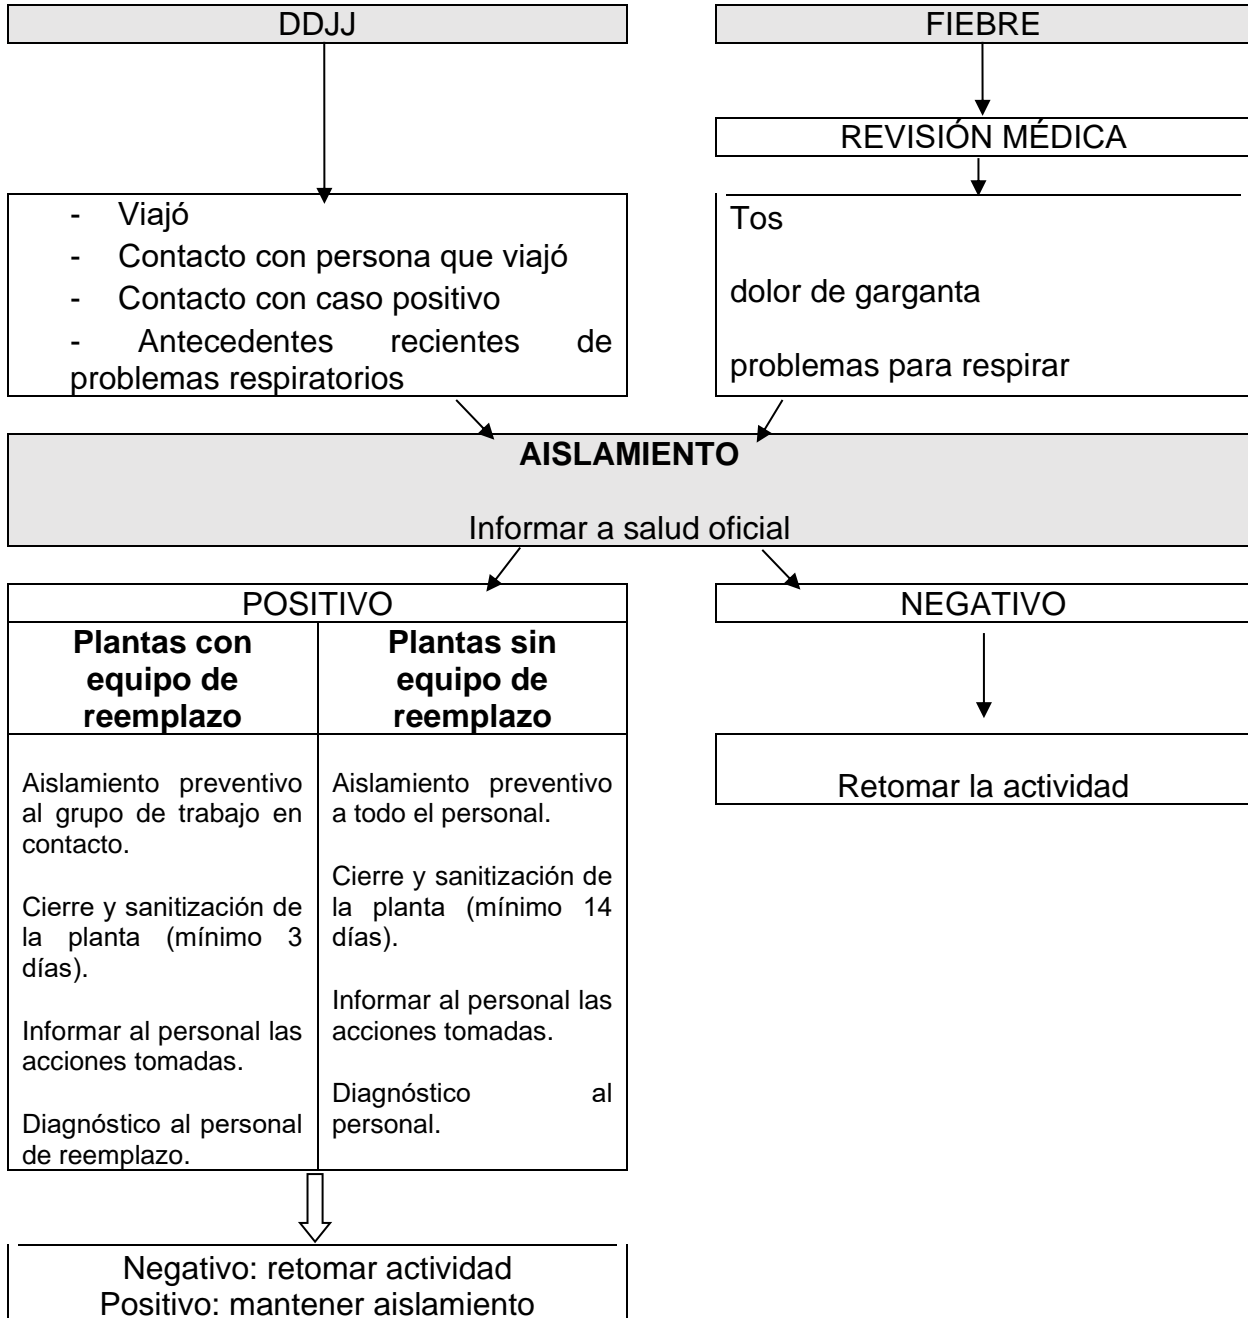 DDJJ
FIEBRE
REVISIÓN MÉDICA
- Viajó
- Contacto con persona que viajó
- Contacto con caso positivo
- Antecedentes recientes de
problemas respiratorios
Tos
dolor de garganta
problemas para respirar
AISLAMIENTO
Informar a salud oficial
POSITIVO
Plantas con
equipo de
reemplazo
Aislamiento preventivo
al grupo de trabajo en
contacto.
Cierre y sanitización de
la planta (mínimo 3
días).
Informar al personal las
acciones tomadas.
Diagnóstico al personal
de reemplazo.
Plantas sin
equipo de
reemplazo
Aislamiento preventivo
a todo el personal.
Cierre y sanitización de
la planta (mínimo 14
días).
Informar al personal las
acciones tomadas.
Diagnóstico al
personal.
Negativo: retomar actividad
Positivo: mantener aislamiento
NEGATIVO
Retomar la actividad